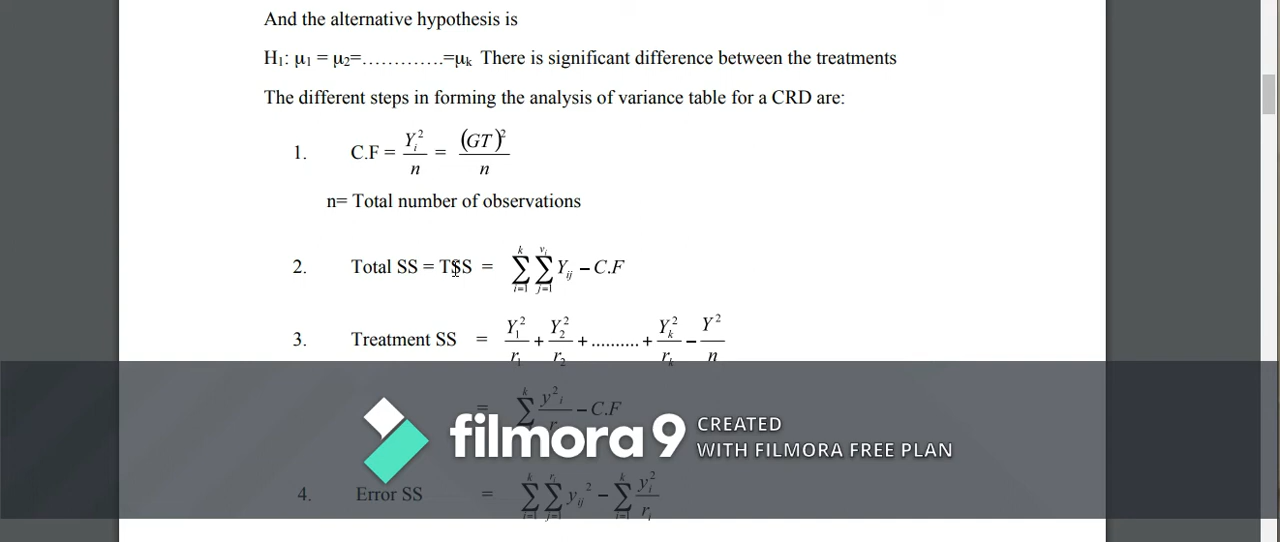 And the alternative hypothesis is
H₁: μ₁ = μ₂=………….=μₖ There is significant difference between the treatments
The different steps in forming the analysis of variance table for a CRD are:
1. C.F = Yᵢ²/n = (GT)²/n
n= Total number of observations
2. Total SS = TSS = ∑ᵢ₌₁ᵏ ∑ⱼ₌₁ Yᵢⱼ – C.F
3. Treatment SS = Y₁²/r₁ + Y₂²/r₂ + .......... + Yₖ²/rₖ – Y²/n
= ∑ᵏ y²ᵢ/r – C.F
filmora9 CREATED
WITH FILMORA FREE PLAN
4. Error SS = ∑ᵢ₌₁ᵏ ∑ⱼ₌₁ʳⁱ yᵢⱼ² – ∑ᵢ₌₁ᵏ yᵢ²/rᵢ